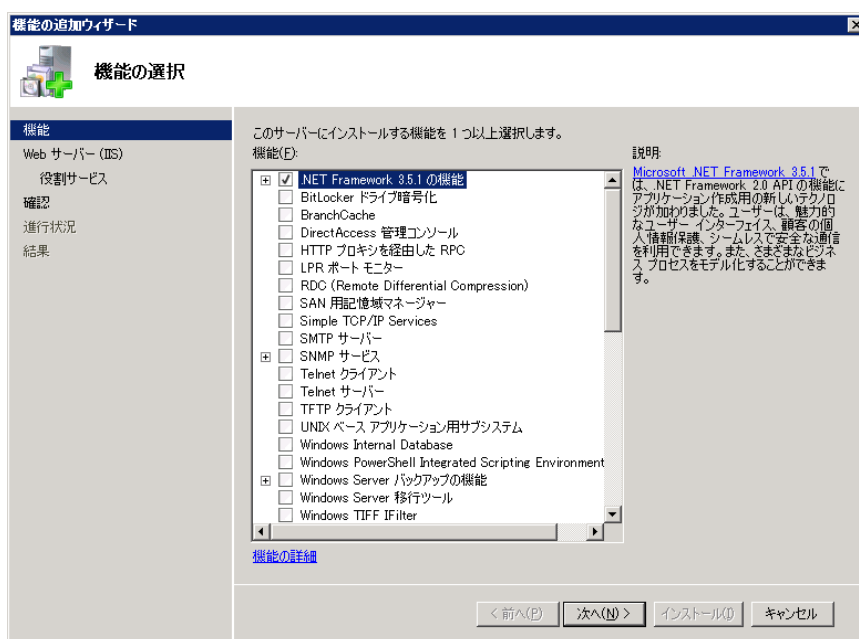 機能の追加ウィザード
機能の選択
機能
Web サーバー (IIS)
役割サービス
確認
進行状況
結果
このサーバーにインストールする機能を 1 つ以上選択します。
機能(F):
.NET Framework 3.5.1 の機能
BitLocker ドライブ暗号化
BranchCache
DirectAccess 管理コンソール
HTTP プロキシを経由した RPC
LPR ポート モニター
RDC (Remote Differential Compression)
SAN 用記憶域マネージャー
Simple TCP/IP Services
SMTP サーバー
SNMP サービス
Telnet クライアント
Telnet サーバー
TFTP クライアント
UNIX ベース アプリケーション用サブシステム
Windows Internal Database
Windows PowerShell Integrated Scripting Environment
Windows Server バックアップの機能
Windows Server 移行ツール
Windows TIFF IFilter
機能の詳細
説明:
Microsoft .NET Framework 3.5.1 で
は、.NET Framework 2.0 API の機能に
アプリケーション作成用の新しいテクノロ
ジが加わりました。ユーザーは、魅力的
なユーザー インターフェイス、顧客の個
人情報保護、シームレスで安全な通信
を利用できます。また、さまざまなビジネ
ス プロセスをモデル化することができま
す。
< 前へ(P)
次へ(N) >
インストール(I)
キャンセル